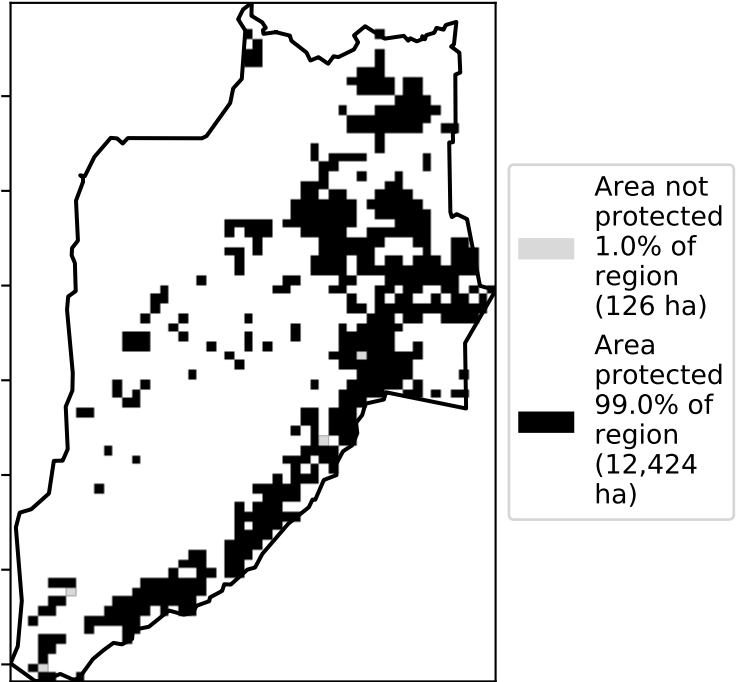 Area not
protected
1.0% of
region
(126 ha)
Area
protected
99.0% of
region
(12,424
ha)